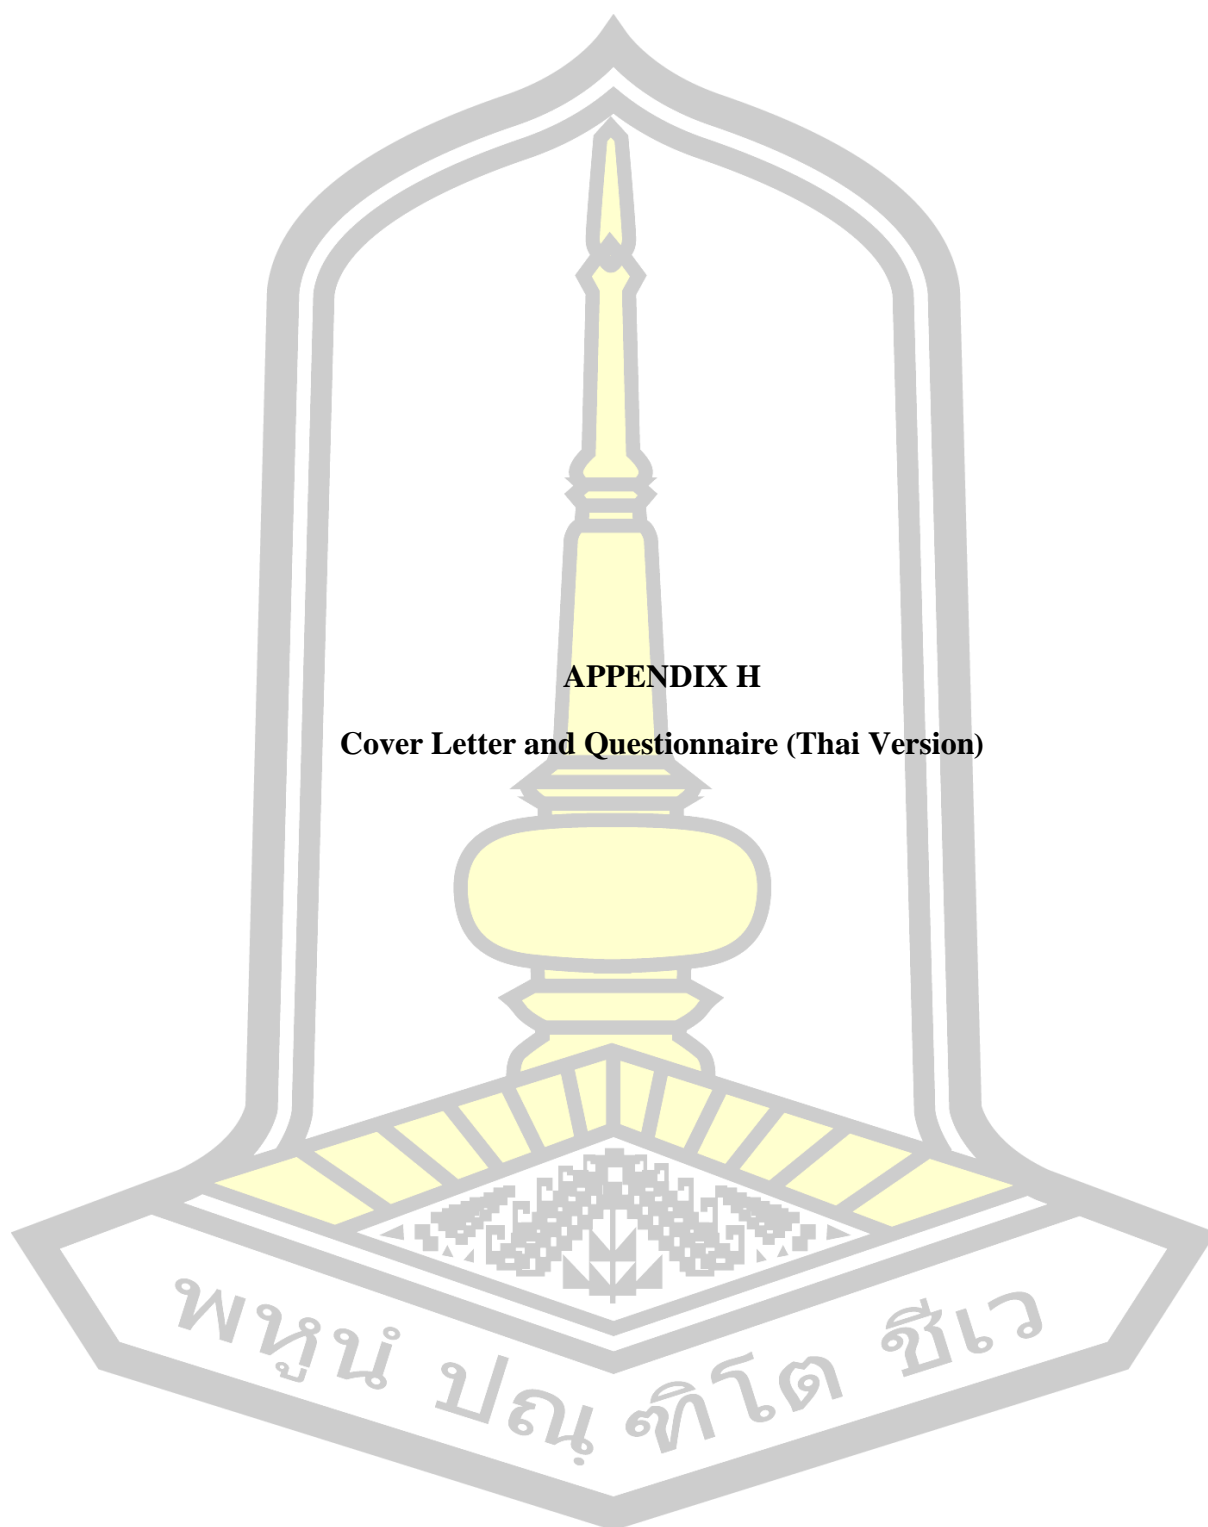 APPENDIX H
Cover Letter and Questionnaire (Thai Version)
พหูนํ ปณฺฑิโต ชีเว